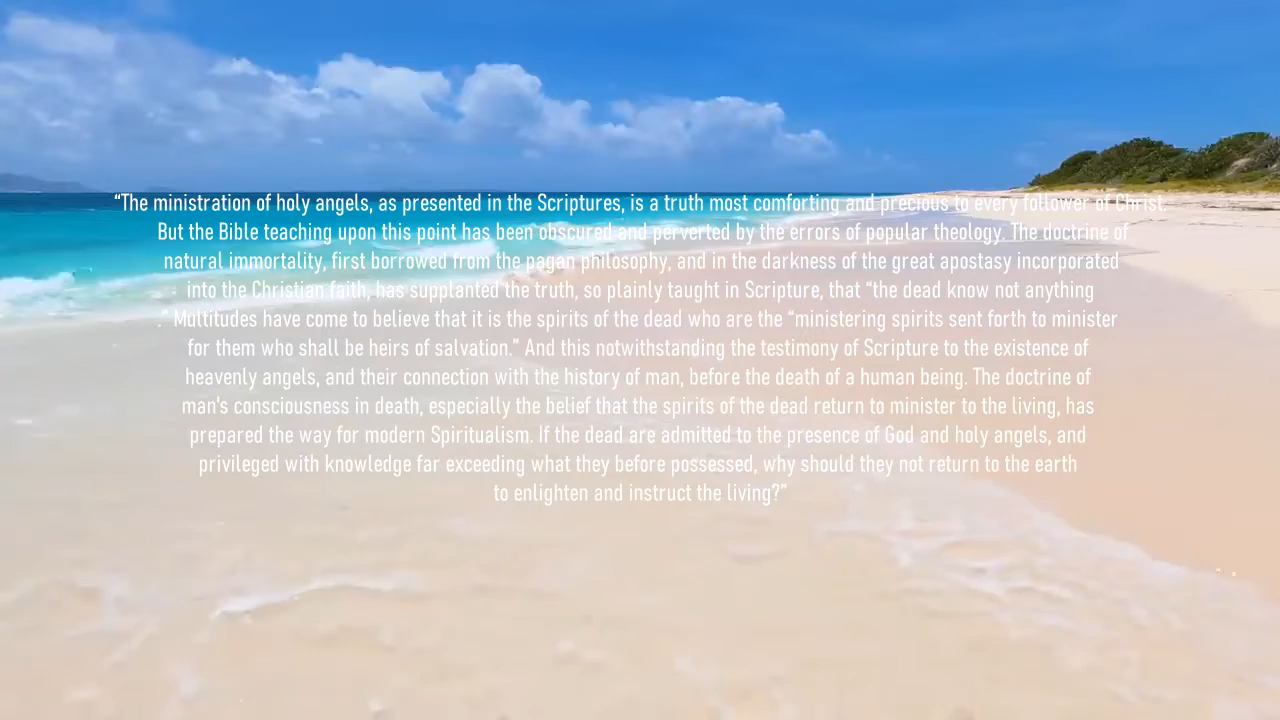 “The ministration of holy angels, as presented in the Scriptures, is a truth most comforting and precious to every follower of Christ.
But the Bible teaching upon this point has been obscured and perverted by the errors of popular theology. The doctrine of
natural immortality, first borrowed from the pagan philosophy, and in the darkness of the great apostasy incorporated
into the Christian faith, has supplanted the truth, so plainly taught in Scripture, that “the dead know not anything
.” Multitudes have come to believe that it is the spirits of the dead who are the “ministering spirits sent forth to minister
for them who shall be heirs of salvation.” And this notwithstanding the testimony of Scripture to the existence of
heavenly angels, and their connection with the history of man, before the death of a human being. The doctrine of
man's consciousness in death, especially the belief that the spirits of the dead return to minister to the living, has
prepared the way for modern Spiritualism. If the dead are admitted to the presence of God and holy angels, and
privileged with knowledge far exceeding what they before possessed, why should they not return to the earth
to enlighten and instruct the living?”